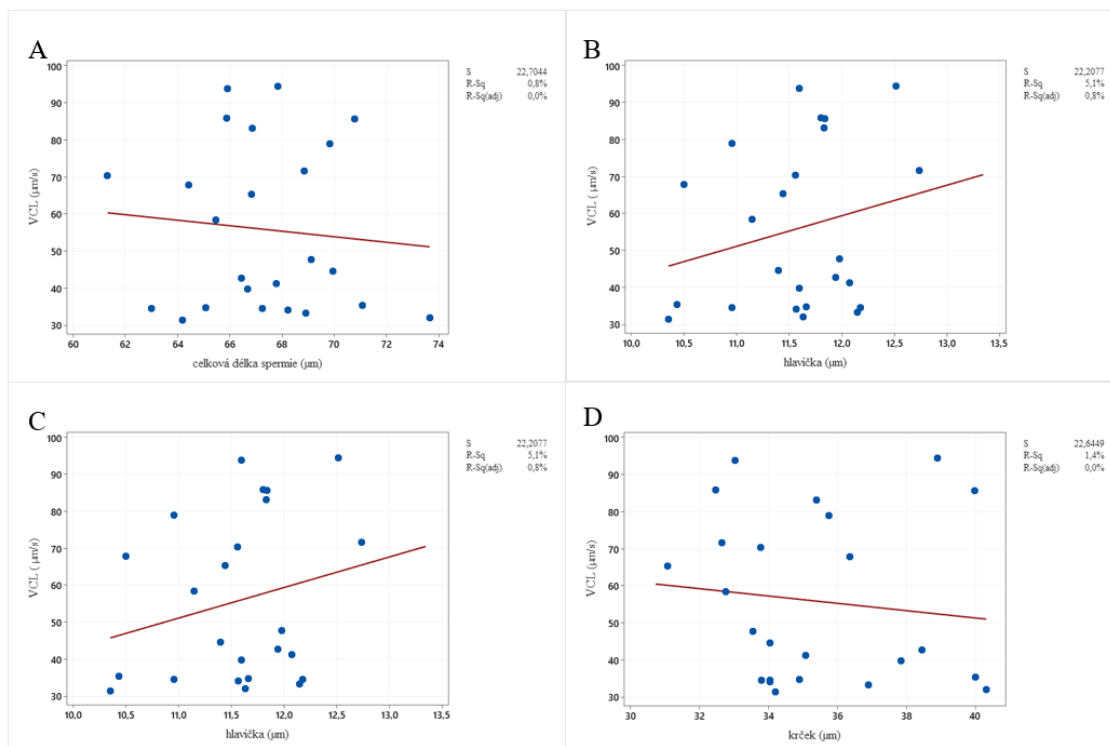 A
S 22,7044
R-Sq 0,8%
R-Sq(adj) 0,0%
100
90
80
70
60
50
40
30
VCL (µm/s)
60 62 64 66 68 70 72 74
celková délka spermie (µm)
B
S 22,2077
R-Sq 5,1%
R-Sq(adj) 0,8%
100
90
80
70
60
50
40
30
VCL ( µm/s)
10,0 10,5 11,0 11,5 12,0 12,5 13,0 13,5
hlavička (µm)
C
S 22,2077
R-Sq 5,1%
R-Sq(adj) 0,8%
100
90
80
70
60
50
40
30
VCL ( µm/s)
10,0 10,5 11,0 11,5 12,0 12,5 13,0 13,5
hlavička (µm)
D
S 22,6449
R-Sq 1,4%
R-Sq(adj) 0,0%
100
90
80
70
60
50
40
30
VCL ( µm/s)
30 32 34 36 38 40
krček (µm)